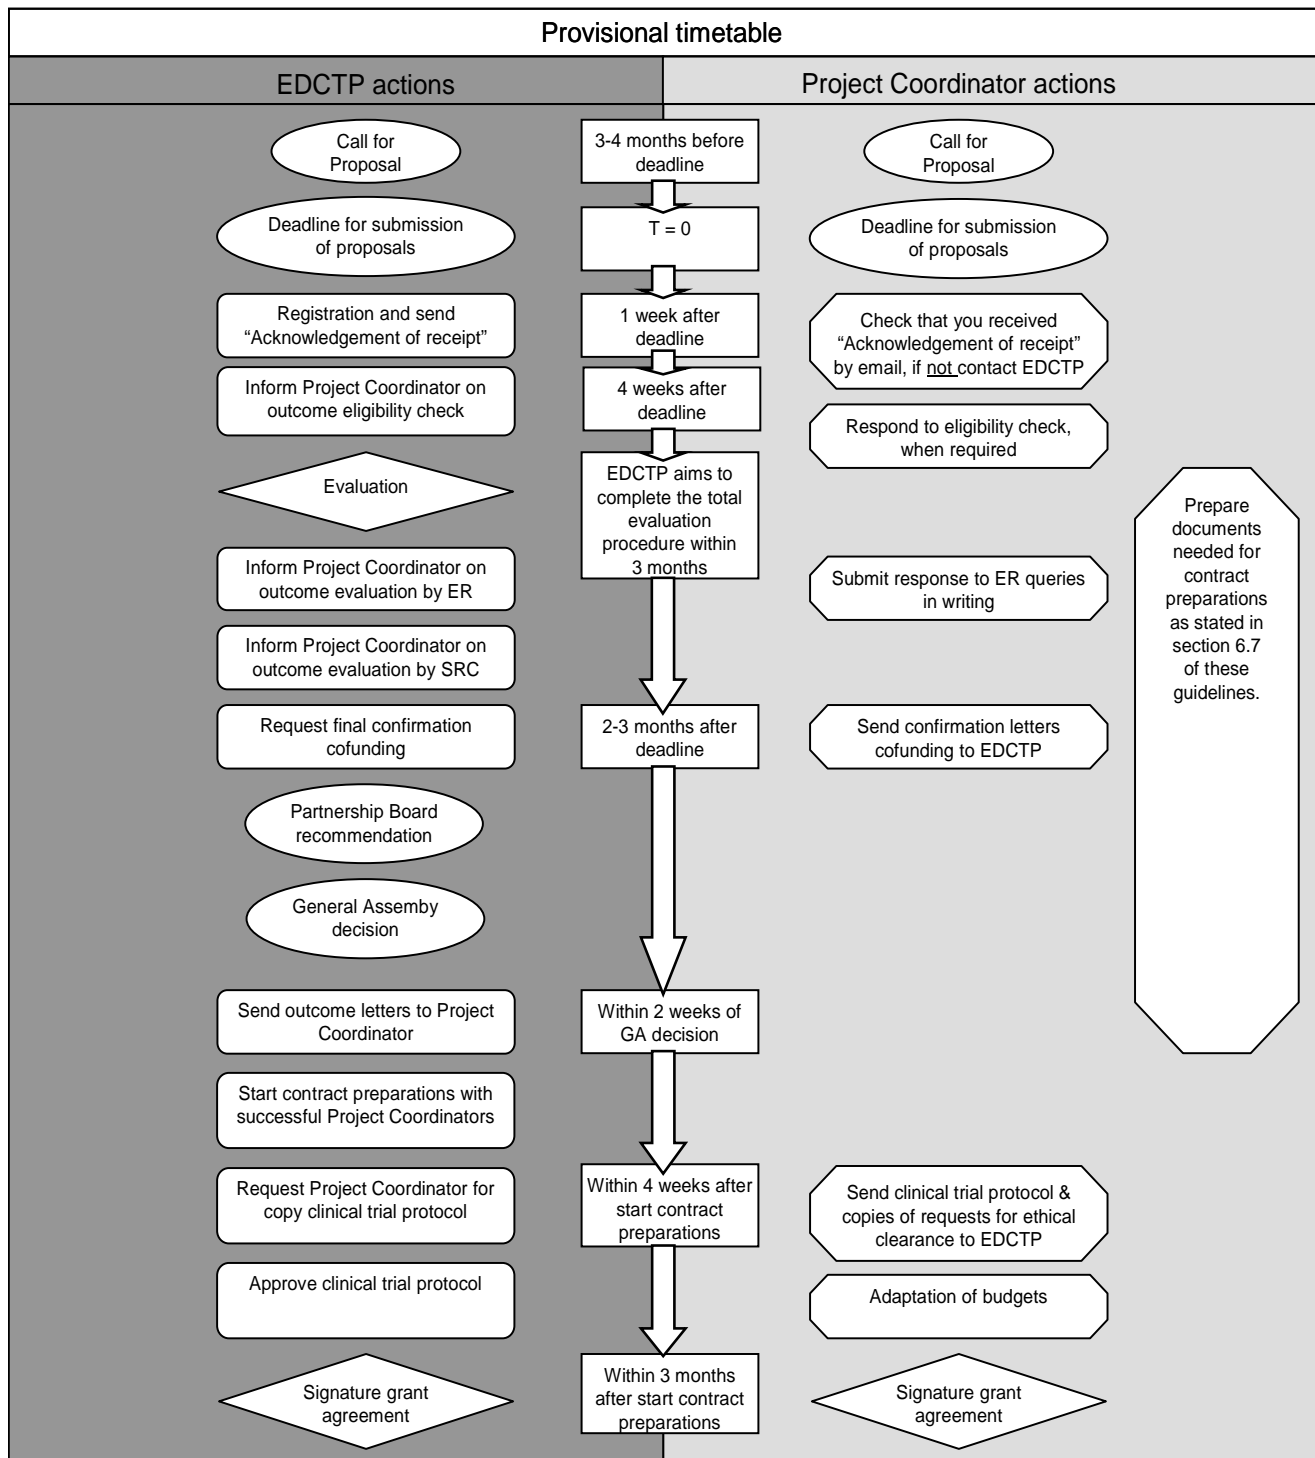 Provisional timetable
EDCTP actions
Project Coordinator actions
Call for
Proposal
3-4 months before
deadline
Call for
Proposal
Deadline for submission
of proposals
T = 0
Deadline for submission
of proposals
Registration and send
“Acknowledgement of receipt”
1 week after
deadline
Check that you received
“Acknowledgement of receipt”
by email, if not contact EDCTP
Inform Project Coordinator on
outcome eligibility check
4 weeks after
deadline
Respond to eligibility check,
when required
Evaluation
EDCTP aims to
complete the total
evaluation
procedure within
3 months
Prepare
documents
needed for
contract
preparations
as stated in
section 6.7
of these
guidelines.
Inform Project Coordinator on
outcome evaluation by ER
Submit response to ER queries
in writing
Inform Project Coordinator on
outcome evaluation by SRC
Request final confirmation
cofunding
2-3 months after
deadline
Send confirmation letters
cofunding to EDCTP
Partnership Board
recommendation
General Assemby
decision
Send outcome letters to Project
Coordinator
Within 2 weeks of
GA decision
Start contract preparations with
successful Project Coordinators
Request Project Coordinator for
copy clinical trial protocol
Within 4 weeks after
start contract
preparations
Send clinical trial protocol &
copies of requests for ethical
clearance to EDCTP
Approve clinical trial protocol
Adaptation of budgets
Signature grant
agreement
Within 3 months
after start contract
preparations
Signature grant
agreement